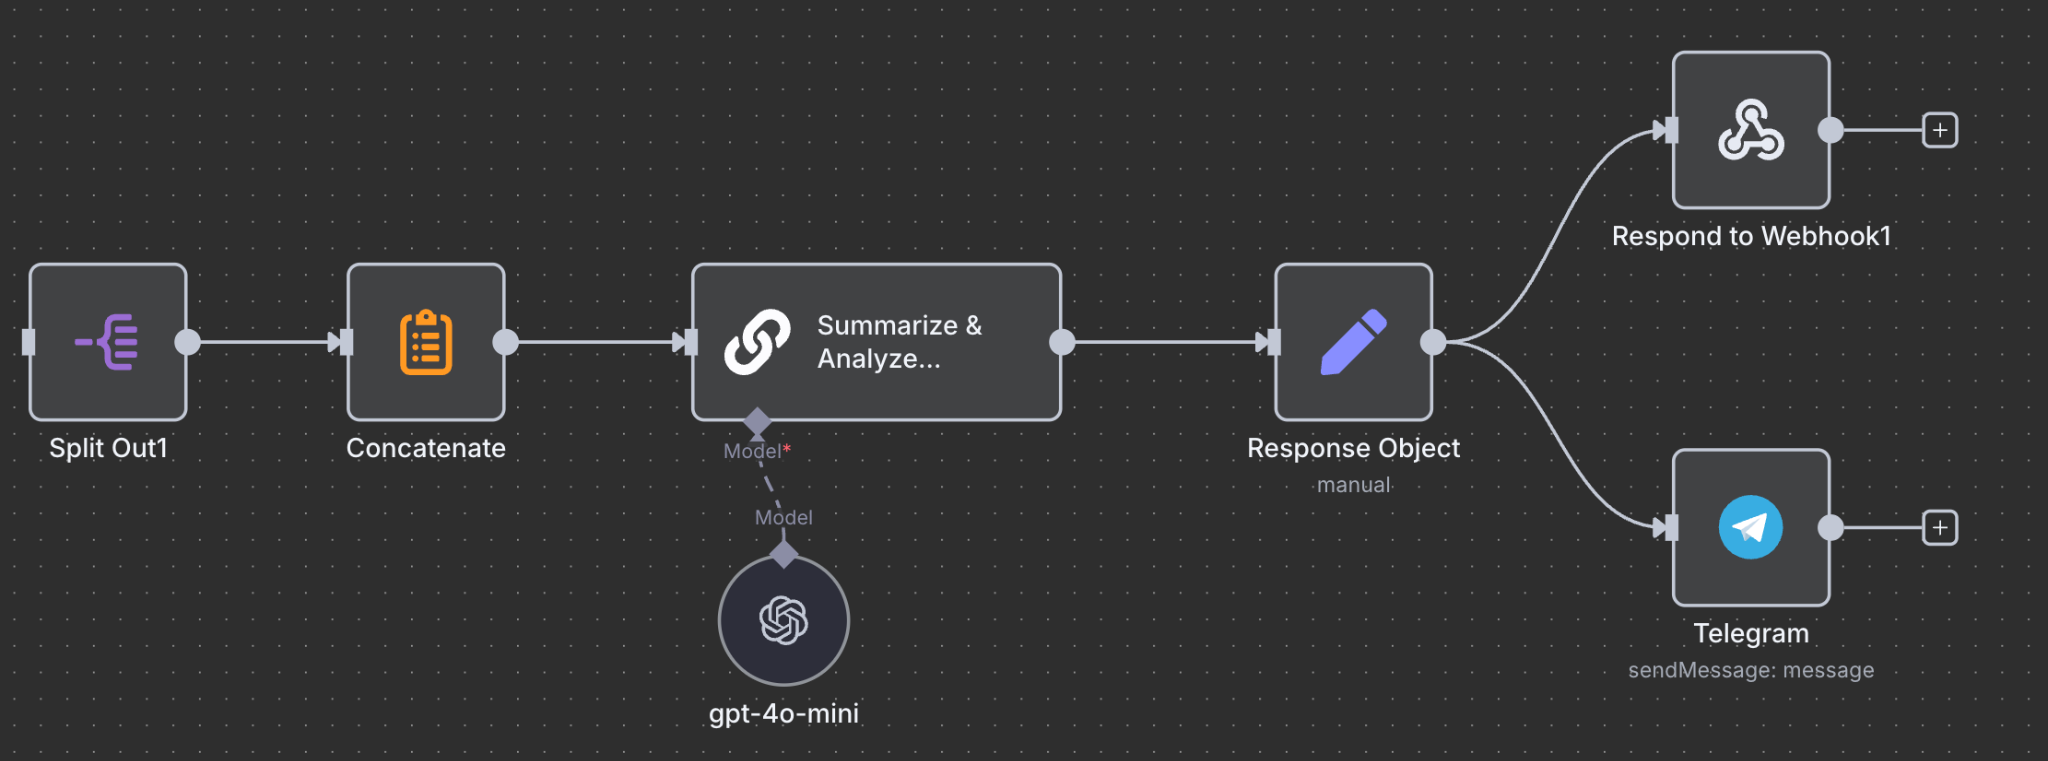 Respond to Webhook1
Split Out1
Concatenate
Summarize &
Analyze...
Model*
Model
gpt-4o-mini
Response Object
manual
Telegram
sendMessage: message